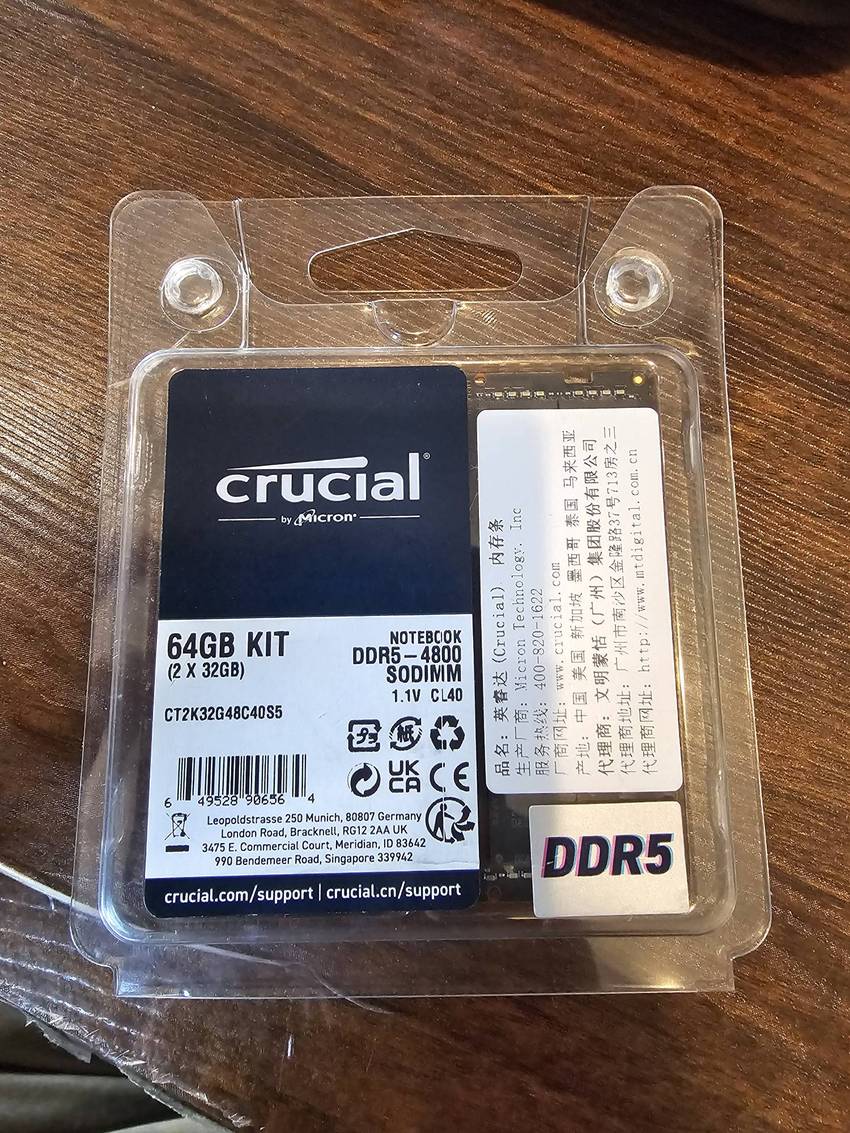 crucial®
by Micron®
64GB KIT
(2 X 32GB)
NOTEBOOK
DDR5-4800
SODIMM
1.1V CL40
CT2K32G48C40S5
UK
CA
CE
6 49528 90656 4
Leopoldstrasse 250 Munich, 80807 Germany
London Road, Bracknell, RG12 2AA UK
3475 E. Commercial Court, Meridian, ID 83642
990 Bendemeer Road, Singapore 339942
crucial.com/support | crucial.cn/support
品名: 英睿达(Crucial) 内存条
生产厂商: Micron Technology. Inc
服务热线: 400-820-1622
厂商网址: www.crucial.com
产地: 中国 美国 新加坡 墨西哥 泰国 马来西亚
代理商: 文明蒙恬(广州)集团股份有限公司
代理商地址: 广州市南沙区金隆路37号713房之三
代理商网址: http://www.mtdigital.com.cn
DDR5